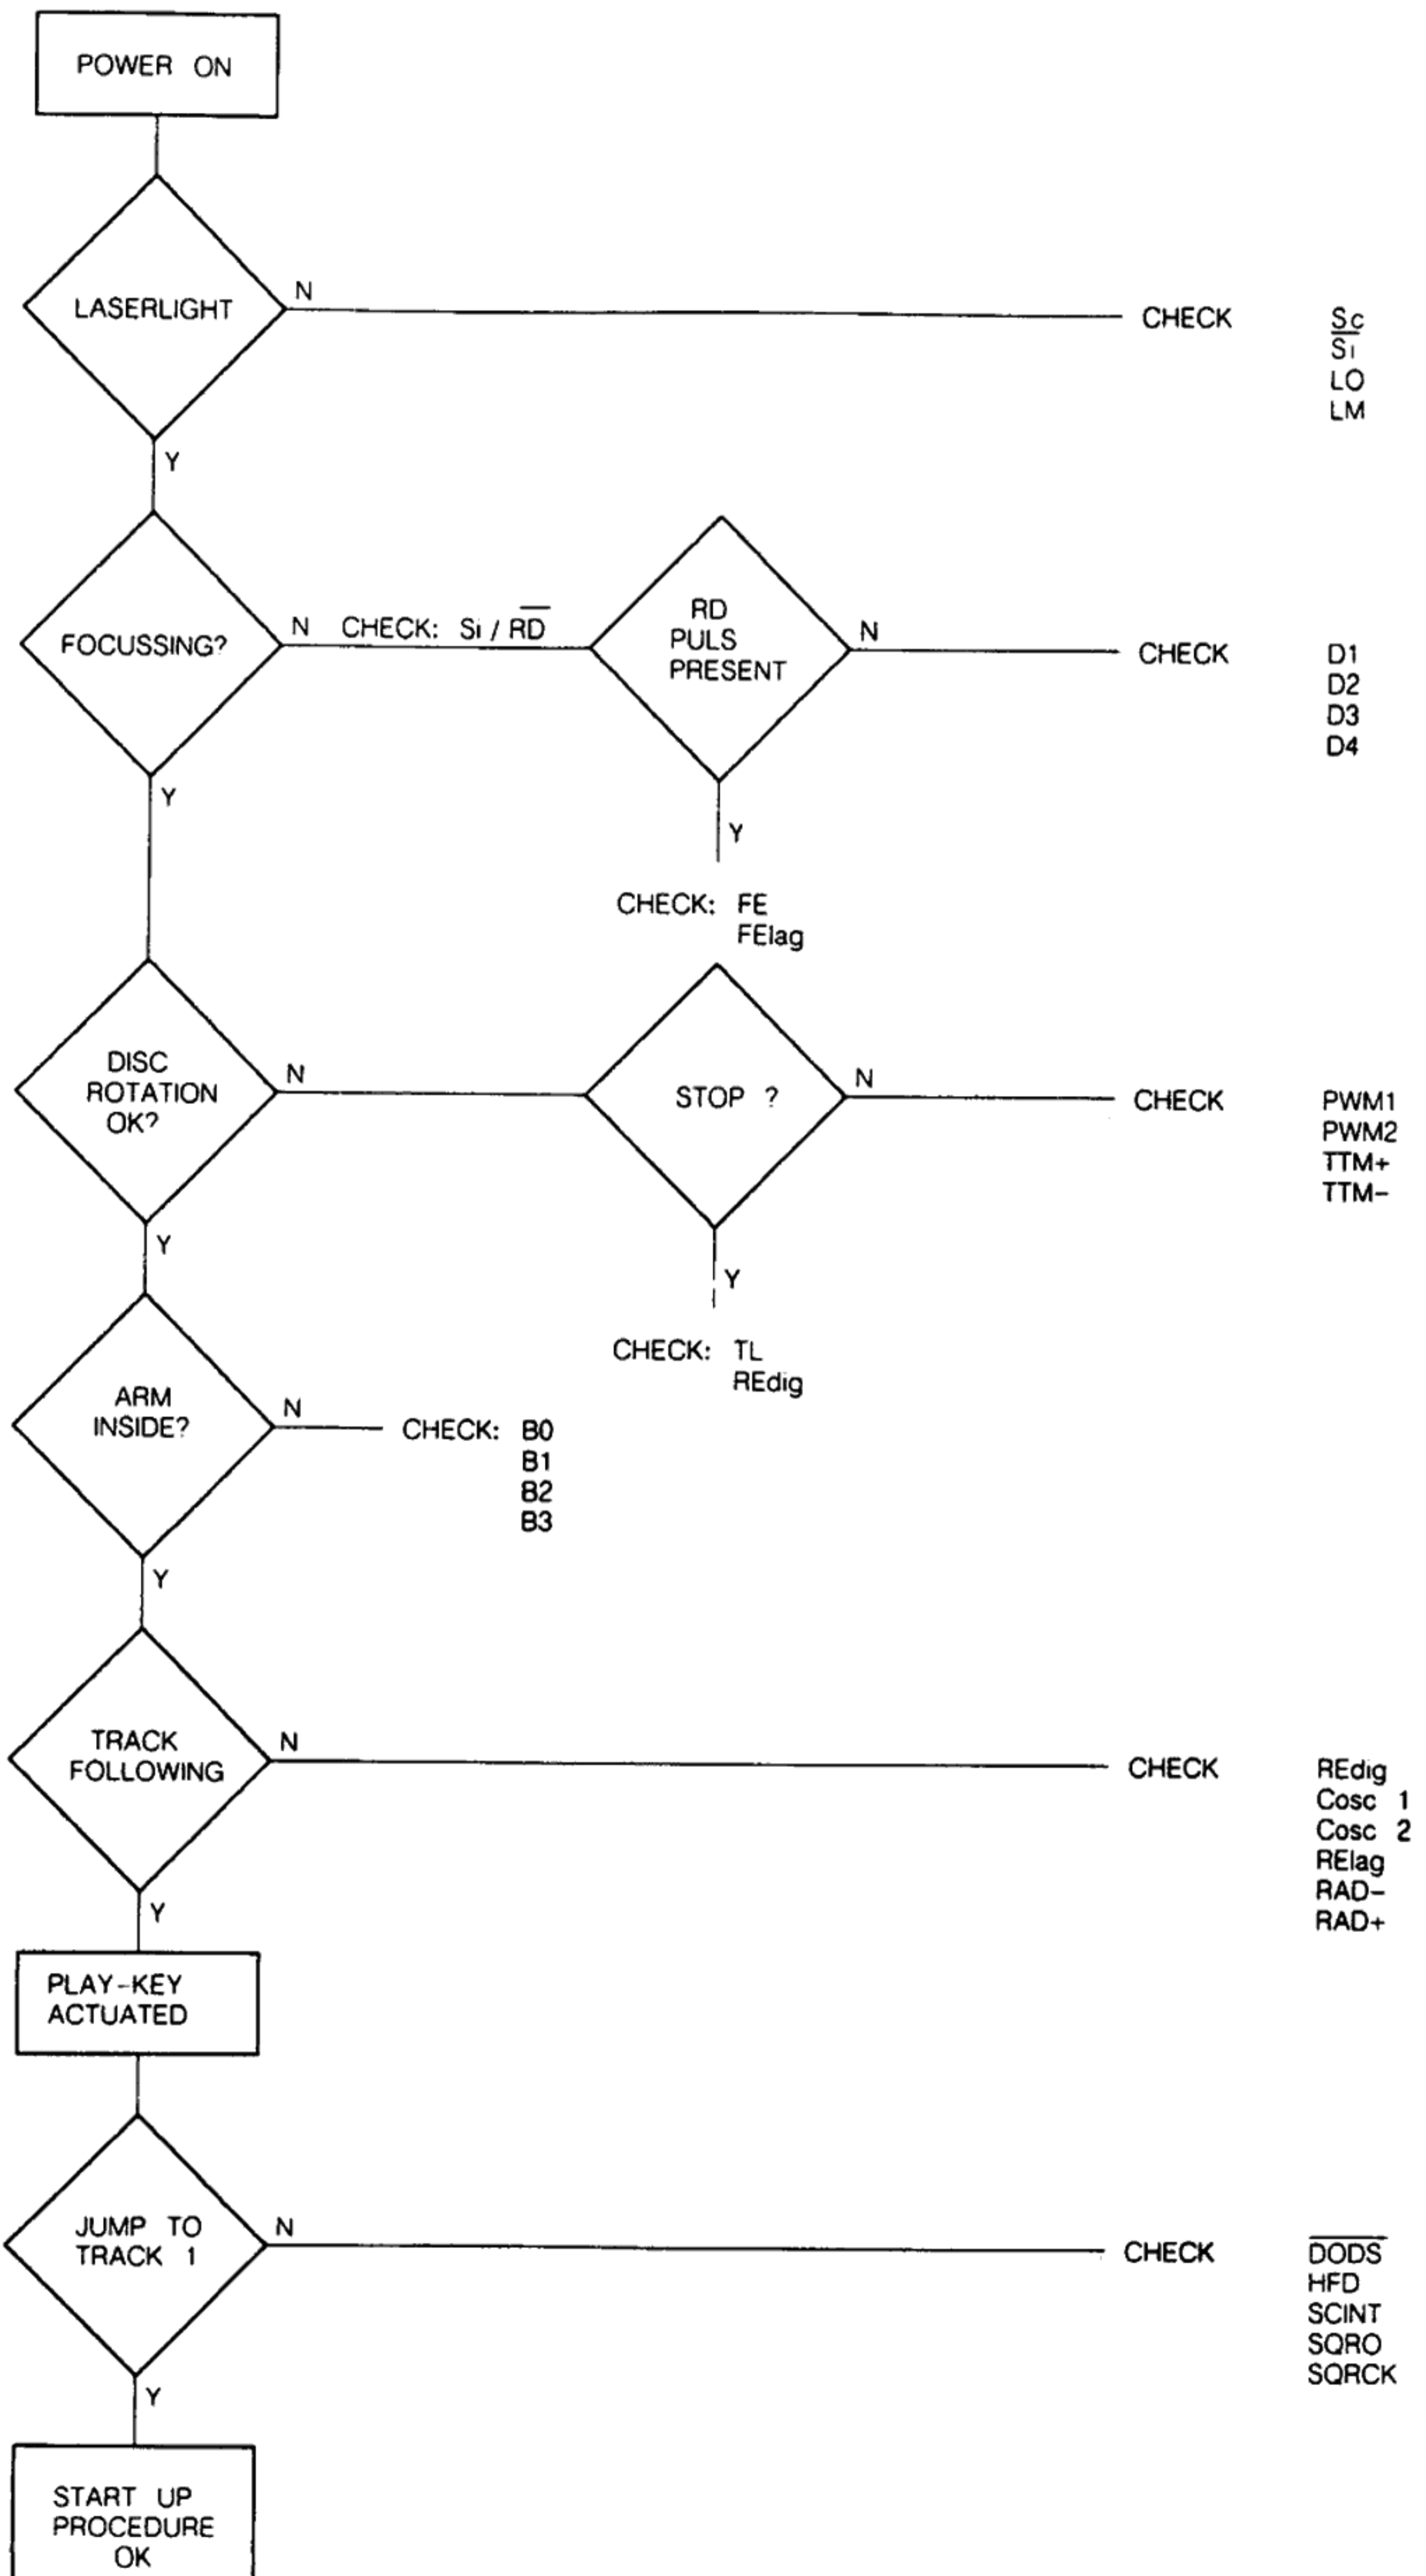 POWER ON
LASERLIGHT
N
CHECK
Sc
S̅i̅
LO
LM
Y
FOCUSSING?
N
CHECK: Si / R̅D̅
RD
PULS
PRESENT
N
CHECK
D1
D2
D3
D4
Y
Y
CHECK: FE
FElag
DISC
ROTATION
OK?
N
STOP ?
N
CHECK
PWM1
PWM2
TTM+
TTM-
Y
Y
CHECK: TL
REdig
ARM
INSIDE?
N
CHECK: B0
B1
B2
B3
Y
TRACK
FOLLOWING
N
CHECK
REdig
Cosc 1
Cosc 2
RElag
RAD-
RAD+
Y
PLAY-KEY
ACTUATED
JUMP TO
TRACK 1
N
CHECK
D̅O̅D̅S̅
HFD
SCINT
SQRO
SQRCK
Y
START UP
PROCEDURE
OK